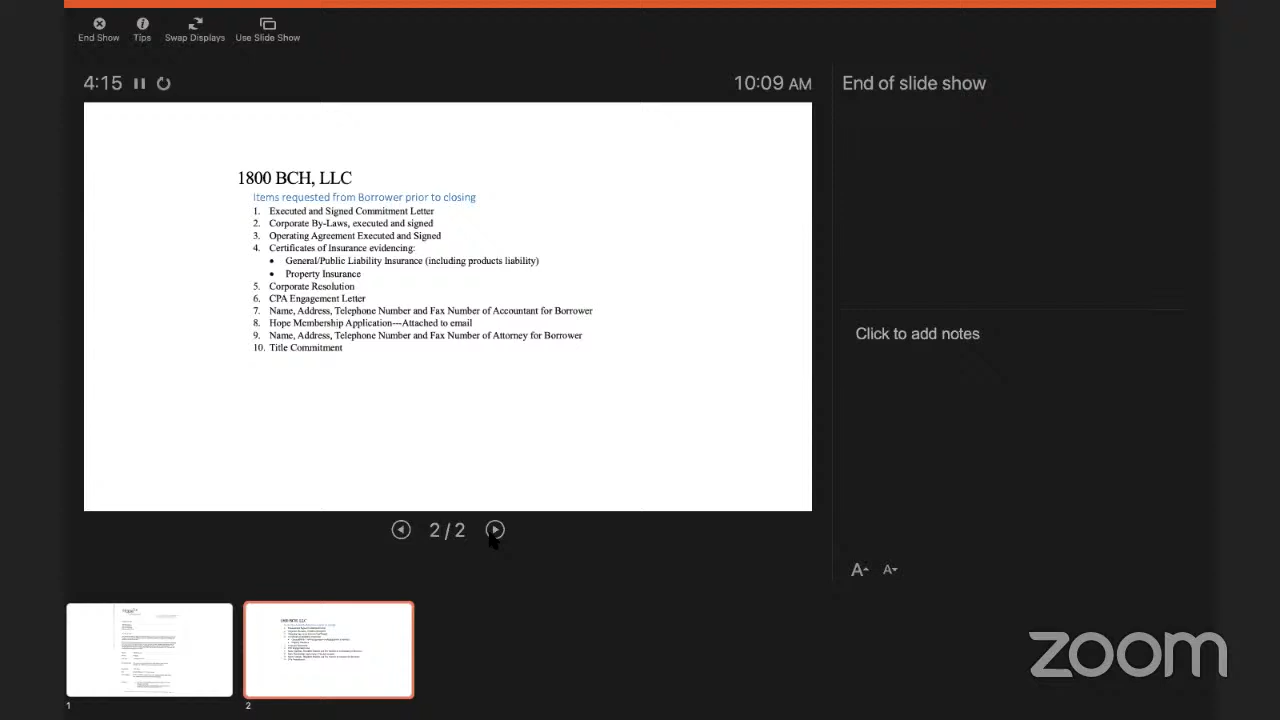 End Show
Tips
Swap Displays
Use Slide Show
4:15
10:09 AM
End of slide show
1800 BCH, LLC
Items requested from Borrower prior to closing
1. Executed and Signed Commitment Letter
2. Corporate By-Laws, executed and signed
3. Operating Agreement Executed and Signed
4. Certificates of Insurance evidencing:
• General/Public Liability Insurance (including products liability)
• Property Insurance
5. Corporate Resolution
6. CPA Engagement Letter
7. Name, Address, Telephone Number and Fax Number of Accountant for Borrower
8. Hope Membership Application---Attached to email
9. Name, Address, Telephone Number and Fax Number of Attorney for Borrower
10. Title Commitment
Click to add notes
2 / 2
A A
Hope
1800 BCH, LLC
1
2
zoom